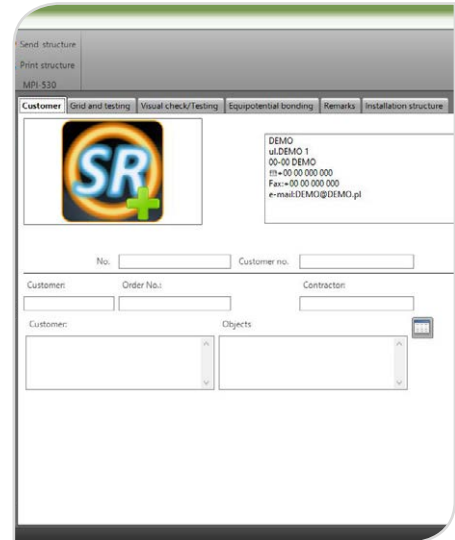 Send structure
Print structure
MPI-530
Customer Grid and testing Visual check/Testing Equipotential bonding Remarks Installation structure
SR
DEMO
ul.DEMO 1
00-00 DEMO
☎+00 00 000 000
Fax:+00 00 000 000
e-mail:DEMO@DEMO.pl
No. Customer no.
Customer: Order No.: Contractor:
Customer: Objects